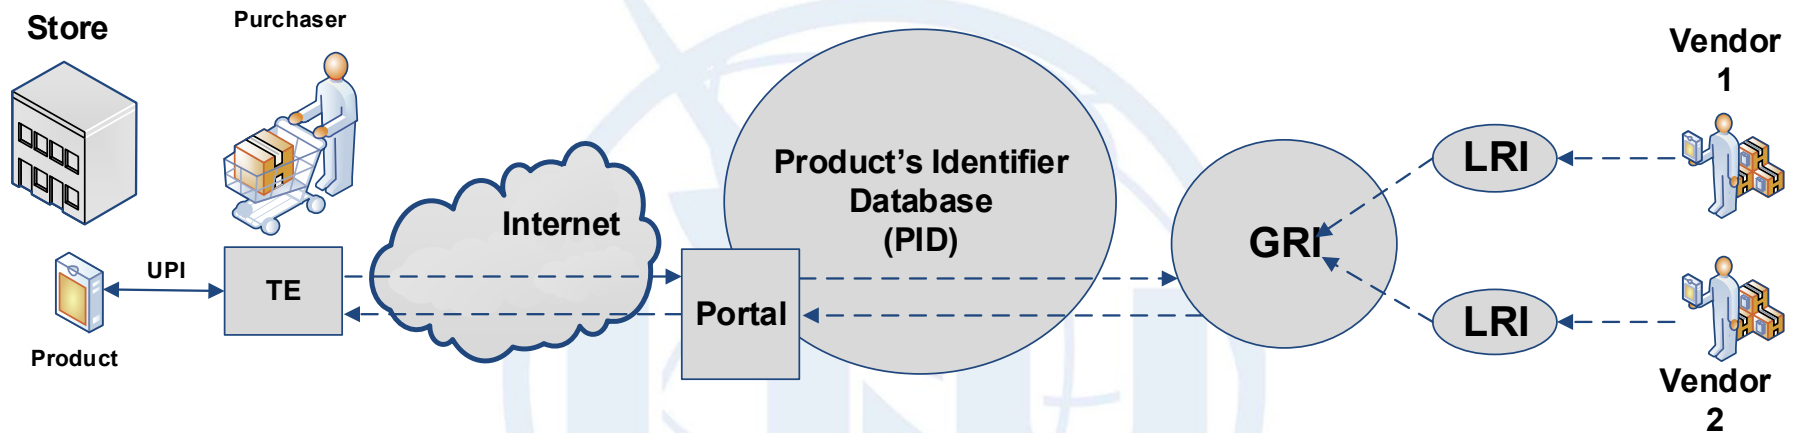 Store
Purchaser
Vendor
1
Product's Identifier
Database
(PID)
LRI
Internet
GRI
UPI
TE
Portal
LRI
Product
Vendor
2